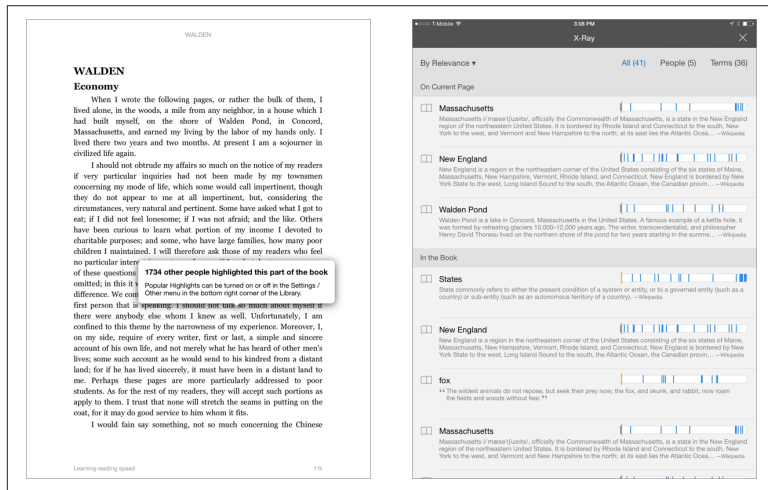 WALDEN
WALDEN
Economy
When I wrote the following pages, or rather the bulk of them, I
lived alone, in the woods, a mile from any neighbor, in a house which I
had built myself, on the shore of Walden Pond, in Concord,
Massachusetts, and earned my living by the labor of my hands only. I
lived there two years and two months. At present I am a sojourner in
civilized life again.
I should not obtrude my affairs so much on the notice of my readers
if very particular inquiries had not been made by my townsmen
concerning my mode of life, which some would call impertinent, though
they do not appear to me at all impertinent, but, considering the
circumstances, very natural and pertinent. Some have asked what I got to
eat; if I did not feel lonesome; if I was not afraid; and the like. Others
have been curious to learn what portion of my income I devoted to
charitable purposes; and some, who have large families, how many poor
children I maintained. I will therefore ask those of my readers who feel
no particular
of these questions
omitted; in this it
difference. We
first person that is speaking. I should not talk so much about myself if
there were anybody else whom I knew as well. Unfortunately, I am
confined to this theme by the narrowness of my experience. Moreover, I,
on my side, require of every writer, first or last, a simple and sincere
account of his own life, and not merely what he has heard of other men's
lives; some such account as he would send to his kindred from a distant
land; for if he has lived sincerely, it must have been in a distant land to
me. Perhaps these pages are more particularly addressed to poor
students. As for the rest of my readers, they will accept such portions as
apply to them. I trust that none will stretch the seams in putting on the
coat, for it may do good service to him whom it fits.
I would fain say something, not so much concerning the Chinese
1734 other people highlighted this part of the book
Popular Highlights can be turned on or off in the Settings /
Other menu in the bottom right corner of the Library.
Learning reading speed 1%
T-Mobile 3:08 PM
X-Ray
By Relevance ▾ All (41) People (5) Terms (36)
On Current Page
Massachusetts
Massachusetts, officially the Commonwealth of Massachusetts, is a state in the New England
region of the northeastern United States. It is bordered by Rhode Island and Connecticut to the south, New
York to the west, and Vermont and New Hampshire to the north; at its east lies the Atlantic Ocea... —Wikipedia
New England
New England is a region in the northeastern corner of the United States consisting of the six states of Maine,
Massachusetts, New Hampshire, Vermont, Rhode Island, and Connecticut. New England is bordered by New
York State to the west, Long Island Sound to the south, the Atlantic Ocean, the Canadian provin... —Wikipedia
Walden Pond
Walden Pond is a lake in Concord, Massachusetts in the United States. A famous example of a kettle hole, it
was formed by retreating glaciers 10,000–12,000 years ago. The writer, transcendentalist, and philosopher
Henry David Thoreau lived on the northern shore of the pond for two years starting in the summe... —Wikipedia
In the Book
States
State commonly refers to either the present condition of a system or entity, or to a governed entity (such as a
country) or sub-entity (such as an autonomous territory of a country). —Wikipedia
New England
New England is a region in the northeastern corner of the United States consisting of the six states of Maine,
Massachusetts, New Hampshire, Vermont, Rhode Island, and Connecticut. New England is bordered by New
York State to the west, Long Island Sound to the south, the Atlantic Ocean, the Canadian provin... —Wikipedia
fox
“The wildest animals do not repose, but seek their prey now; the fox, and skunk, and rabbit, now roam
the fields and woods without fear.”
Massachusetts
Massachusetts, officially the Commonwealth of Massachusetts, is a state in the New England
region of the northeastern United States. It is bordered by Rhode Island and Connecticut to the south, New
York to the west, and Vermont and New Hampshire to the north; at its east lies the Atlantic Ocea... —Wikipedia